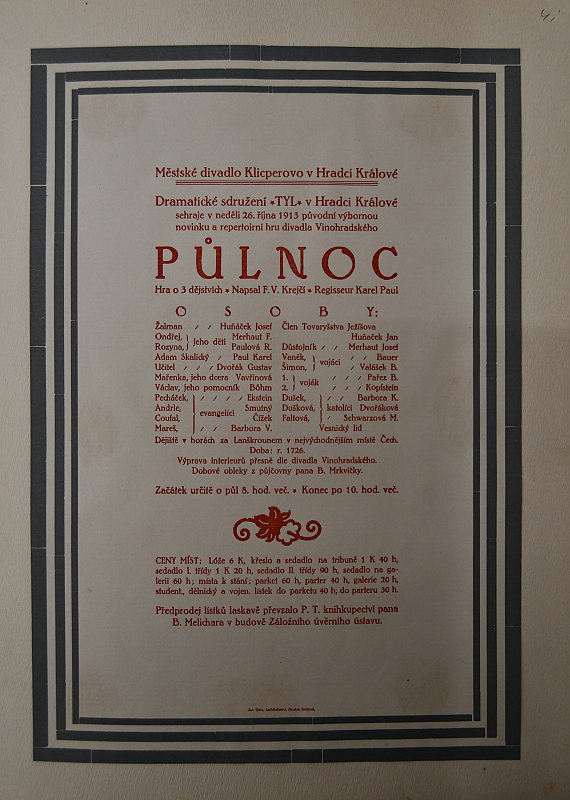 4,
Městské divadlo Klicperovo v Hradci Králové
Dramatické sdružení *TYL* v Hradci Králové
sehraje v neděli 26. října 1913 původní výbornou
novinku a repertoirní hru divadla Vinohradského
PŮLNOC
Hra o 3 dějstvích * Napsal F. V. Krejčí * Regisseur Karel Paul
OSOBY:
Žalman ׳ ׳ Huňáček Josef
Ondřej, } jeho děti Merhaut F.
Rozyna, } Paulová R.
Adam Skalický ׳ Paul Karel
Učitel ׳ ׳ Dvořák Gustav
Mařenka, jeho dcera Vavřinová
Václav, jeho pomocník Böhm
Pecháček, } ׳ ׳ ׳ ׳ Ekstein
Andrle, } evangelíci Smutný
Coufal, } Čížek
Mareš, } ׳ ׳ Barbora V.
Člen Tovaryšstva Ježíšova
Huňáček Jan
Důstojník ׳ ׳ Merhaut Josef
Vaněk, } vojáci ׳ ׳ Bauer
Šimon, } ׳ Valášek B.
1. } voják ׳ ׳ Pařez B.
2. } ׳ ׳ Kopfstein
Dušek, } ׳ ׳ Barbora K.
Dušková, } katolíci Dvořáková
Faltová, } ׳ Schwarzová M.
Vesnický lid
Dějiště v horách za Lanškrounem v nejvýchodnějším místě Čech.
Doba: r. 1726.
Výprava interieurů přesně dle divadla Vinohradského.
Dobové obleky z půjčovny pana B. Mrkvičky.
Začátek určitě o půl 8. hod. več. * Konec po 10. hod. več.
CENY MÍST: Lóže 6 K, křeslo a sedadlo na tribuně 1 K 40 h,
sedadlo I. třídy 1 K 20 h, sedadlo II. třídy 90 h, sedadlo na ga-
lerii 60 h; místa k stání: parket 60 h, parter 40 h, galerie 20 h,
student., dělnický a vojen. lístek do parketu 40 h, do parteru 30 h.
Předprodej lístků laskavě převzalo P. T. knihkupectví pana
B. Melichara v budově Záložního úvěrního ústavu.